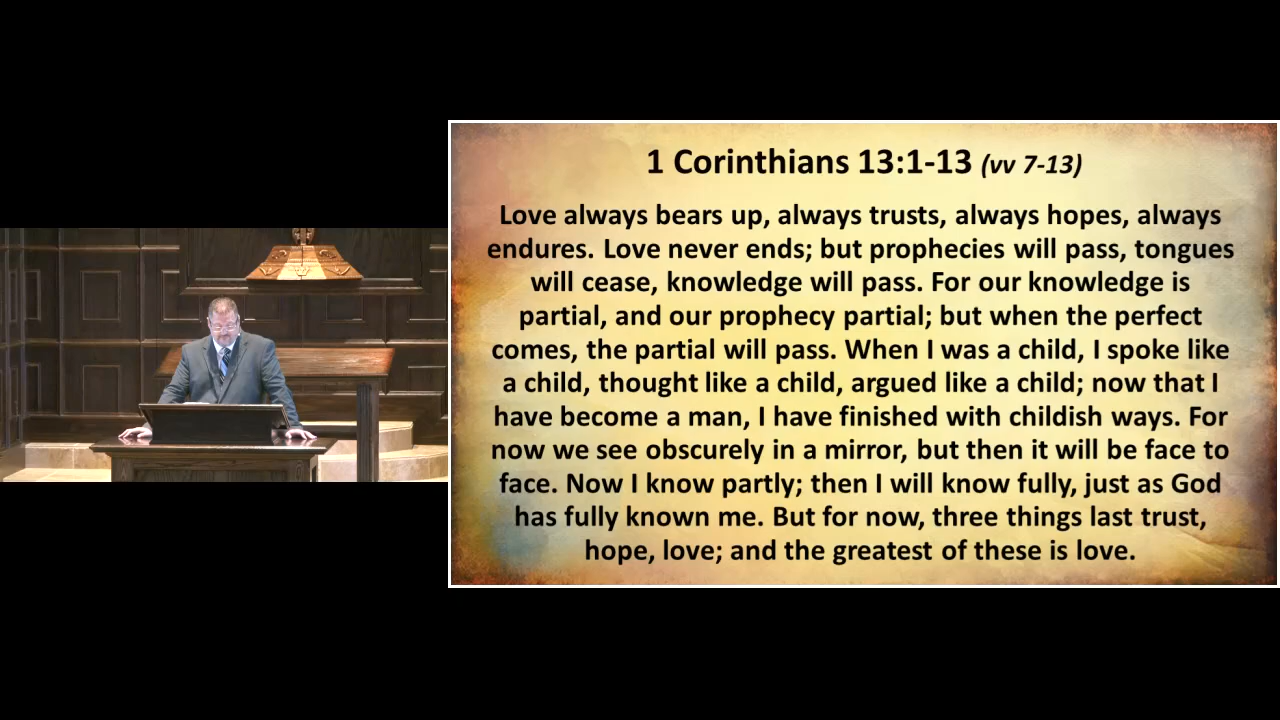 1 Corinthians 13:1-13 (vv 7-13)
Love always bears up, always trusts, always hopes, always
endures. Love never ends; but prophecies will pass, tongues
will cease, knowledge will pass. For our knowledge is
partial, and our prophecy partial; but when the perfect
comes, the partial will pass. When I was a child, I spoke like
a child, thought like a child, argued like a child; now that I
have become a man, I have finished with childish ways. For
now we see obscurely in a mirror, but then it will be face to
face. Now I know partly; then I will know fully, just as God
has fully known me. But for now, three things last trust,
hope, love; and the greatest of these is love.